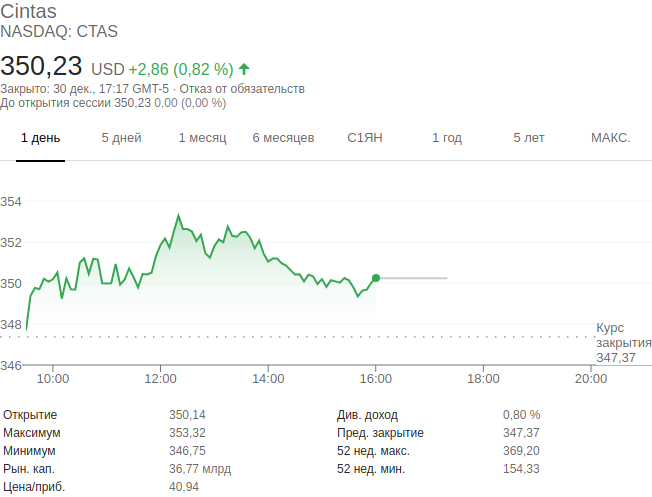 Cintas
NASDAQ: CTAS
350,23 USD +2,86 (0,82 %)
Закрыто: 30 дек., 17:17 GMT-5 · Отказ от обязательств
До открытия сессии 350,23 0,00 (0,00 %)
1 день 5 дней 1 месяц 6 месяцев С1ЯН 1 год 5 лет МАКС.
354
352
350
348
346
Курс
закрытия
347,37
10:00 12:00 14:00 16:00 18:00 20:00
Открытие 350,14 Див. доход 0,80 %
Максимум 353,32 Пред. закрытие 347,37
Минимум 346,75 52 нед. макс. 369,20
Рын. кап. 36,77 млрд 52 нед. мин. 154,33
Цена/приб. 40,94